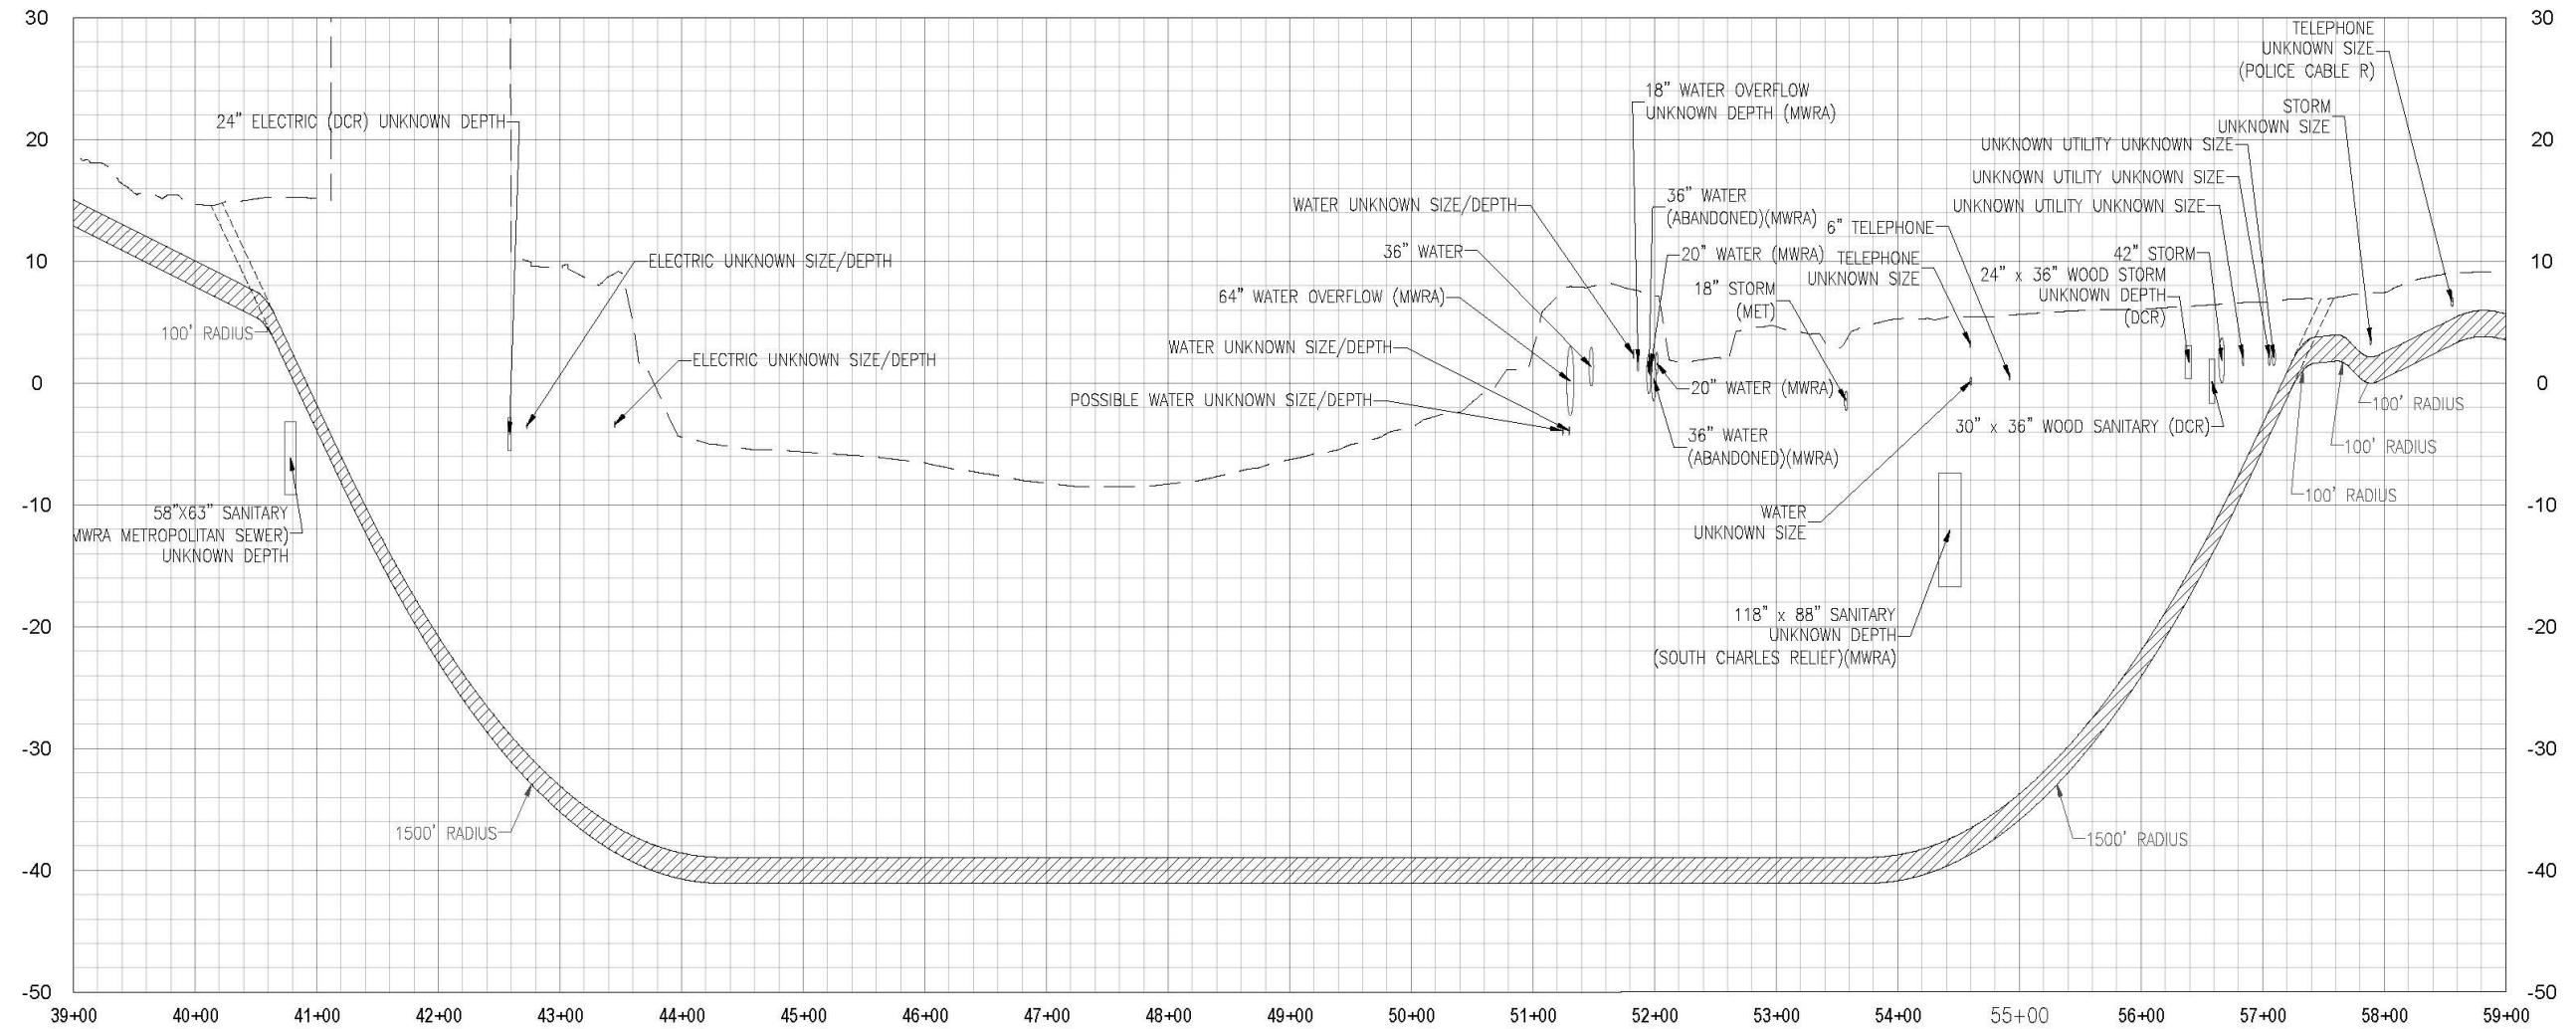 30
20
10
0
-10
-20
-30
-40
-50
24” ELECTRIC (DCR) UNKNOWN DEPTH
100' RADIUS
ELECTRIC UNKNOWN SIZE/DEPTH
ELECTRIC UNKNOWN SIZE/DEPTH
58”X63” SANITARY
MWRA METROPOLITAN SEWER)
UNKNOWN DEPTH
1500' RADIUS
18” WATER OVERFLOW
UNKNOWN DEPTH (MWRA)
WATER UNKNOWN SIZE/DEPTH
36” WATER
64” WATER OVERFLOW (MWRA)
WATER UNKNOWN SIZE/DEPTH
POSSIBLE WATER UNKNOWN SIZE/DEPTH
36” WATER
(ABANDONED)(MWRA)
20” WATER (MWRA)
20” WATER (MWRA)
36” WATER
(ABANDONED)(MWRA)
18” STORM
(MET)
6” TELEPHONE
TELEPHONE
UNKNOWN SIZE
WATER
UNKNOWN SIZE
118” x 88” SANITARY
UNKNOWN DEPTH
(SOUTH CHARLES RELIEF)(MWRA)
TELEPHONE
UNKNOWN SIZE
(POLICE CABLE R)
STORM
UNKNOWN SIZE
UNKNOWN UTILITY UNKNOWN SIZE
UNKNOWN UTILITY UNKNOWN SIZE
UNKNOWN UTILITY UNKNOWN SIZE
42” STORM
24” x 36” WOOD STORM
UNKNOWN DEPTH
(DCR)
30” x 36” WOOD SANITARY (DCR)
100' RADIUS
100' RADIUS
100' RADIUS
1500' RADIUS
30
20
10
0
-10
-20
-30
-40
-50
39+00 40+00 41+00 42+00 43+00 44+00 45+00 46+00 47+00 48+00 49+00 50+00 51+00 52+00 53+00 54+00 55+00 56+00 57+00 58+00 59+00